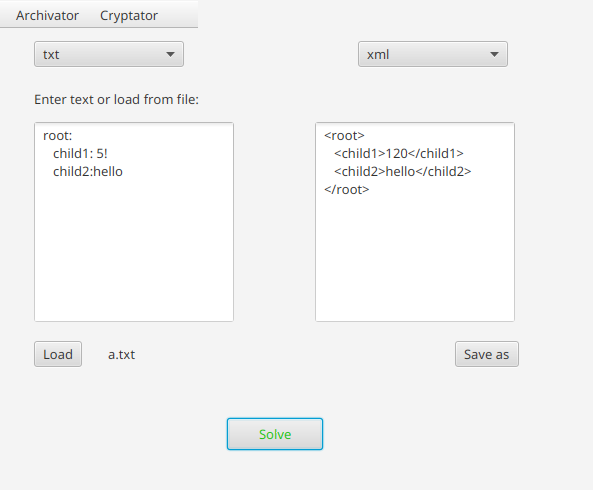 Archivator Cryptator
txt xml
Enter text or load from file:
root:
child1: 5!
child2:hello
<root>
<child1>120</child1>
<child2>hello</child2>
</root>
Load a.txt Save as
Solve